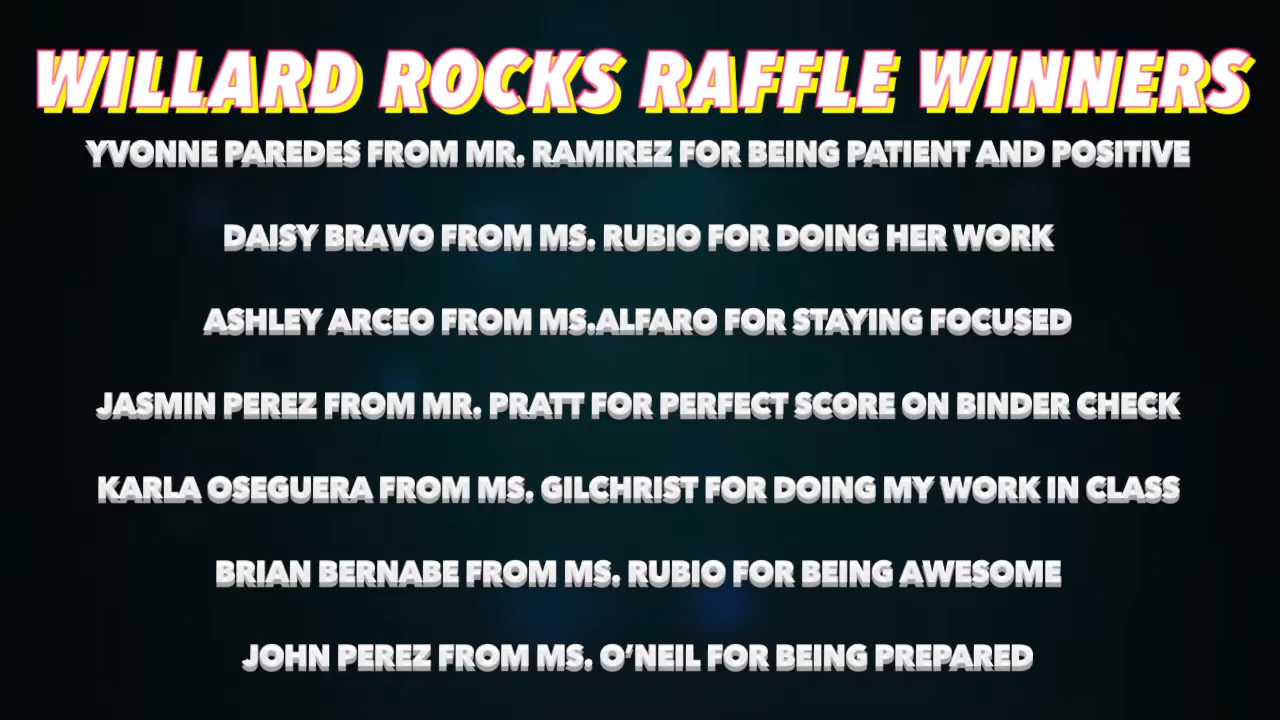 WILLARD ROCKS RAFFLE WINNERS
YVONNE PAREDES FROM MR. RAMIREZ FOR BEING PATIENT AND POSITIVE
DAISY BRAVO FROM MS. RUBIO FOR DOING HER WORK
ASHLEY ARCEO FROM MS.ALFARO FOR STAYING FOCUSED
JASMIN PEREZ FROM MR. PRATT FOR PERFECT SCORE ON BINDER CHECK
KARLA OSEGUERA FROM MS. GILCHRIST FOR DOING MY WORK IN CLASS
BRIAN BERNABE FROM MS. RUBIO FOR BEING AWESOME
JOHN PEREZ FROM MS. O’NEIL FOR BEING PREPARED